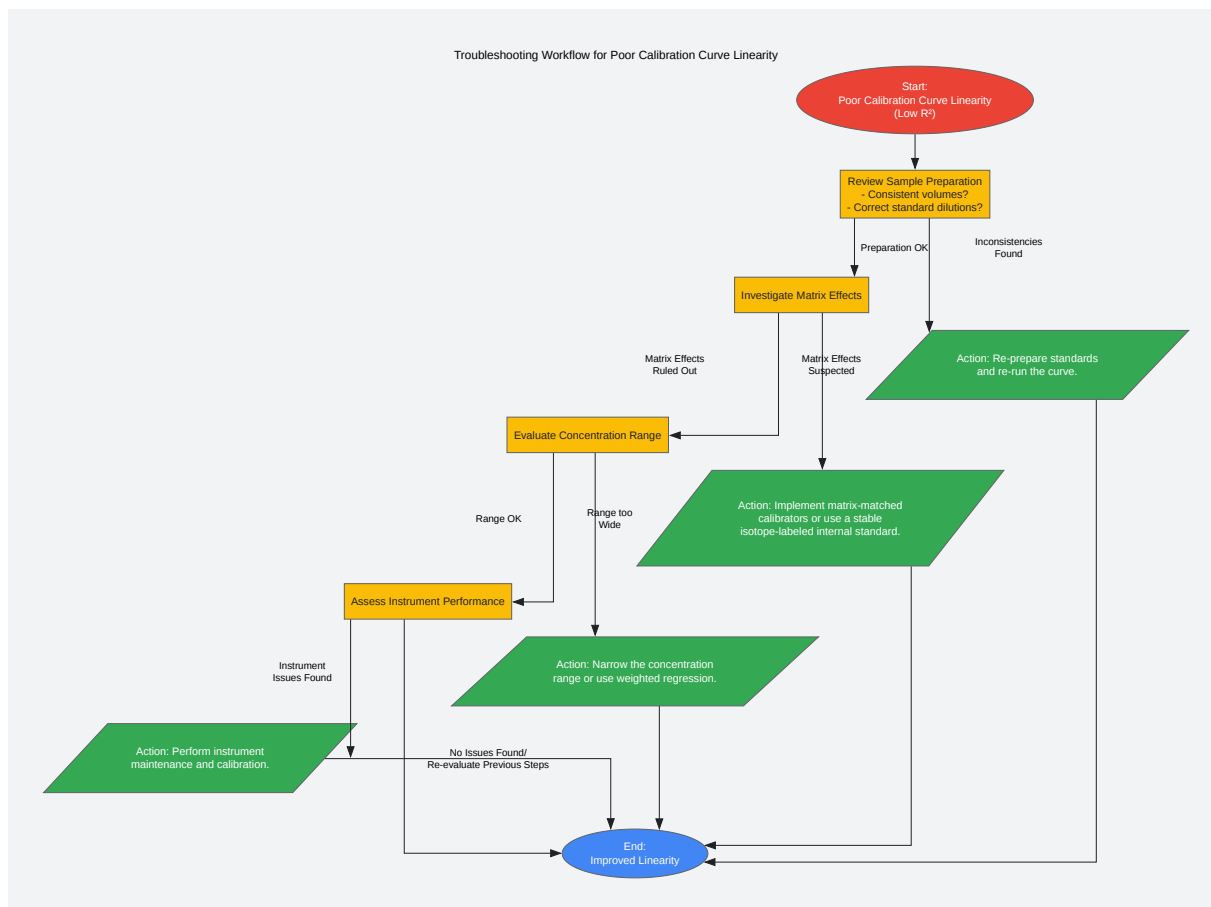 Troubleshooting Workflow for Poor Calibration Curve Linearity
Start:
Poor Calibration Curve Linearity
(Low R²)
Review Sample Preparation
- Consistent volumes?
- Correct standard dilutions?
Preparation OK
Inconsistencies
Found
Investigate Matrix Effects
Matrix Effects
Ruled Out
Matrix Effects
Suspected
Action: Re-prepare standards
and re-run the curve.
Evaluate Concentration Range
Range OK
Range too
Wide
Action: Implement matrix-matched
calibrators or use a stable
isotope-labeled internal standard.
Assess Instrument Performance
Instrument
Issues Found
Action: Narrow the concentration
range or use weighted regression.
Action: Perform instrument
maintenance and calibration.
No Issues Found/
Re-evaluate Previous Steps
End:
Improved Linearity